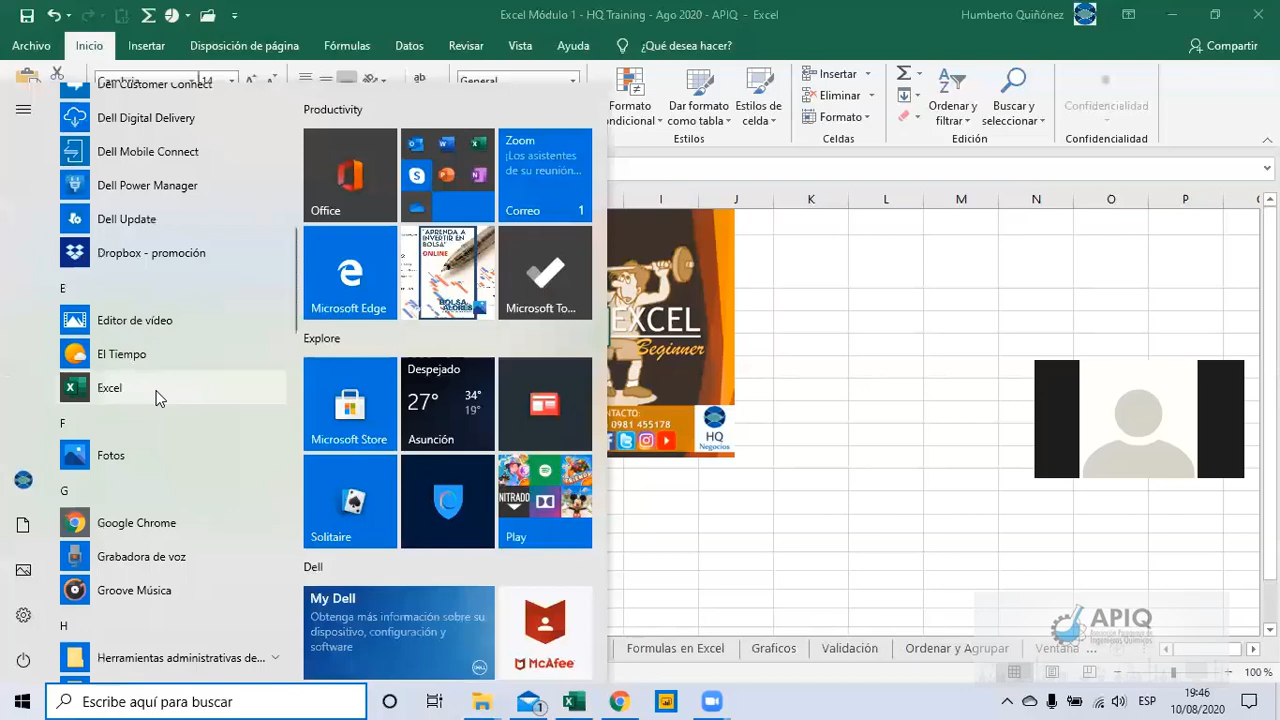 Excel Módulo 1 - HQ Training - Ago 2020 - APIQ - Excel
Humberto Quiñónez
Archivo Inicio Insertar Disposición de página Fórmulas Datos Revisar Vista Ayuda ¿Qué desea hacer? Compartir
Cambria 14 General
Formato condicional
Dar formato como tabla
Estilos de celda
Insertar
Eliminar
Formato
Ordenar y filtrar
Buscar y seleccionar
Confidencialidad
Estilos Celdas Edición Confidencialidad
I J K L M N O P
Dell Customer Connect
Dell Digital Delivery
Dell Mobile Connect
Dell Power Manager
Dell Update
Dropbox - promoción
E
Editor de vídeo
El Tiempo
Excel
F
Fotos
G
Google Chrome
Grabadora de voz
Groove Música
H
Herramientas administrativas de...
Productivity
Office
Zoom
¡Los asistentes
de su reunión...
Correo 1
Microsoft Edge
"APRENDA A
INVERTIR EN
BOLSA"
ONLINE
Microsoft To...
Explore
Microsoft Store
Despejado
27° 34°
19°
Asunción
Solitaire
NITRADO
Play
Dell
My Dell
Obtenga más información sobre su
dispositivo, configuración y
software
McAfee
EXCEL
Beginner
CONTACTO:
0981 455178
HQ
Negocios
APIQ
Formulas en Excel Graficos Validación Ordenar y Agrupar Ventana
100 %
Escribe aquí para buscar
ESP
19:46
10/08/2020